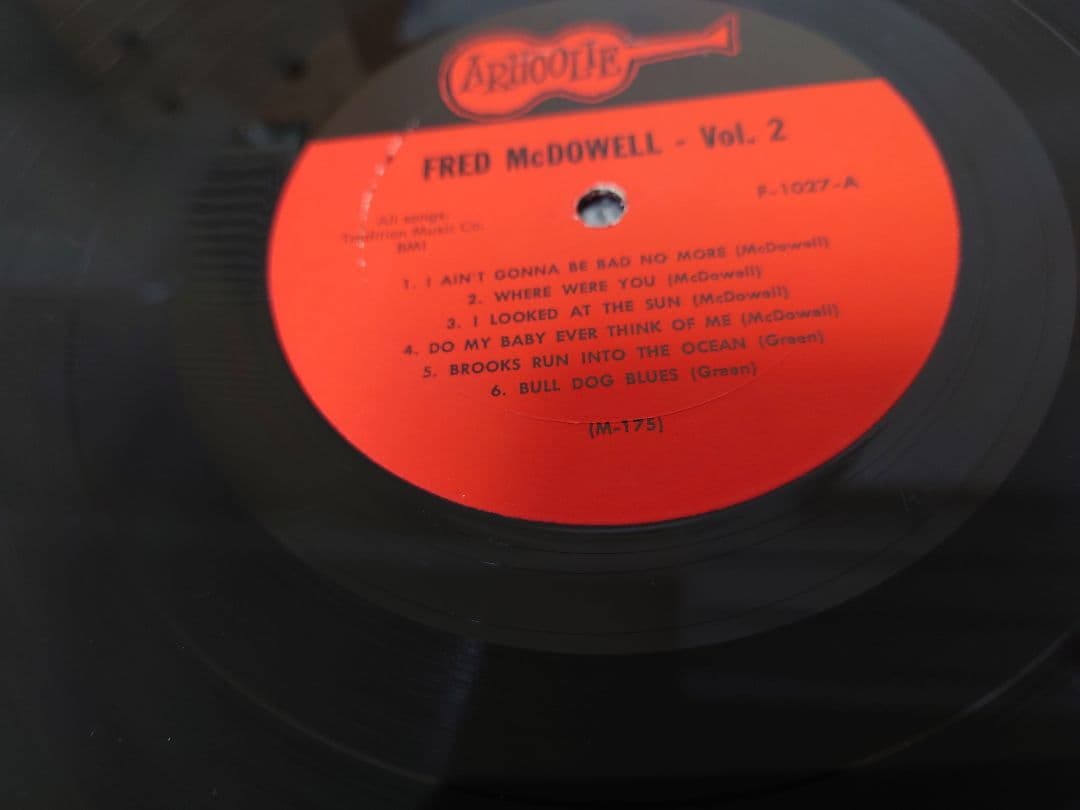 ARHOOLIE
FRED McDOWELL - Vol. 2
F-1027-A
All songs:
Tradition Music Co.
BMI
1. I AIN'T GONNA BE BAD NO MORE (McDowell)
2. WHERE WERE YOU (McDowell)
3. I LOOKED AT THE SUN (McDowell)
4. DO MY BABY EVER THINK OF ME (McDowell)
5. BROOKS RUN INTO THE OCEAN (Green)
6. BULL DOG BLUES (Green)
(M-175)